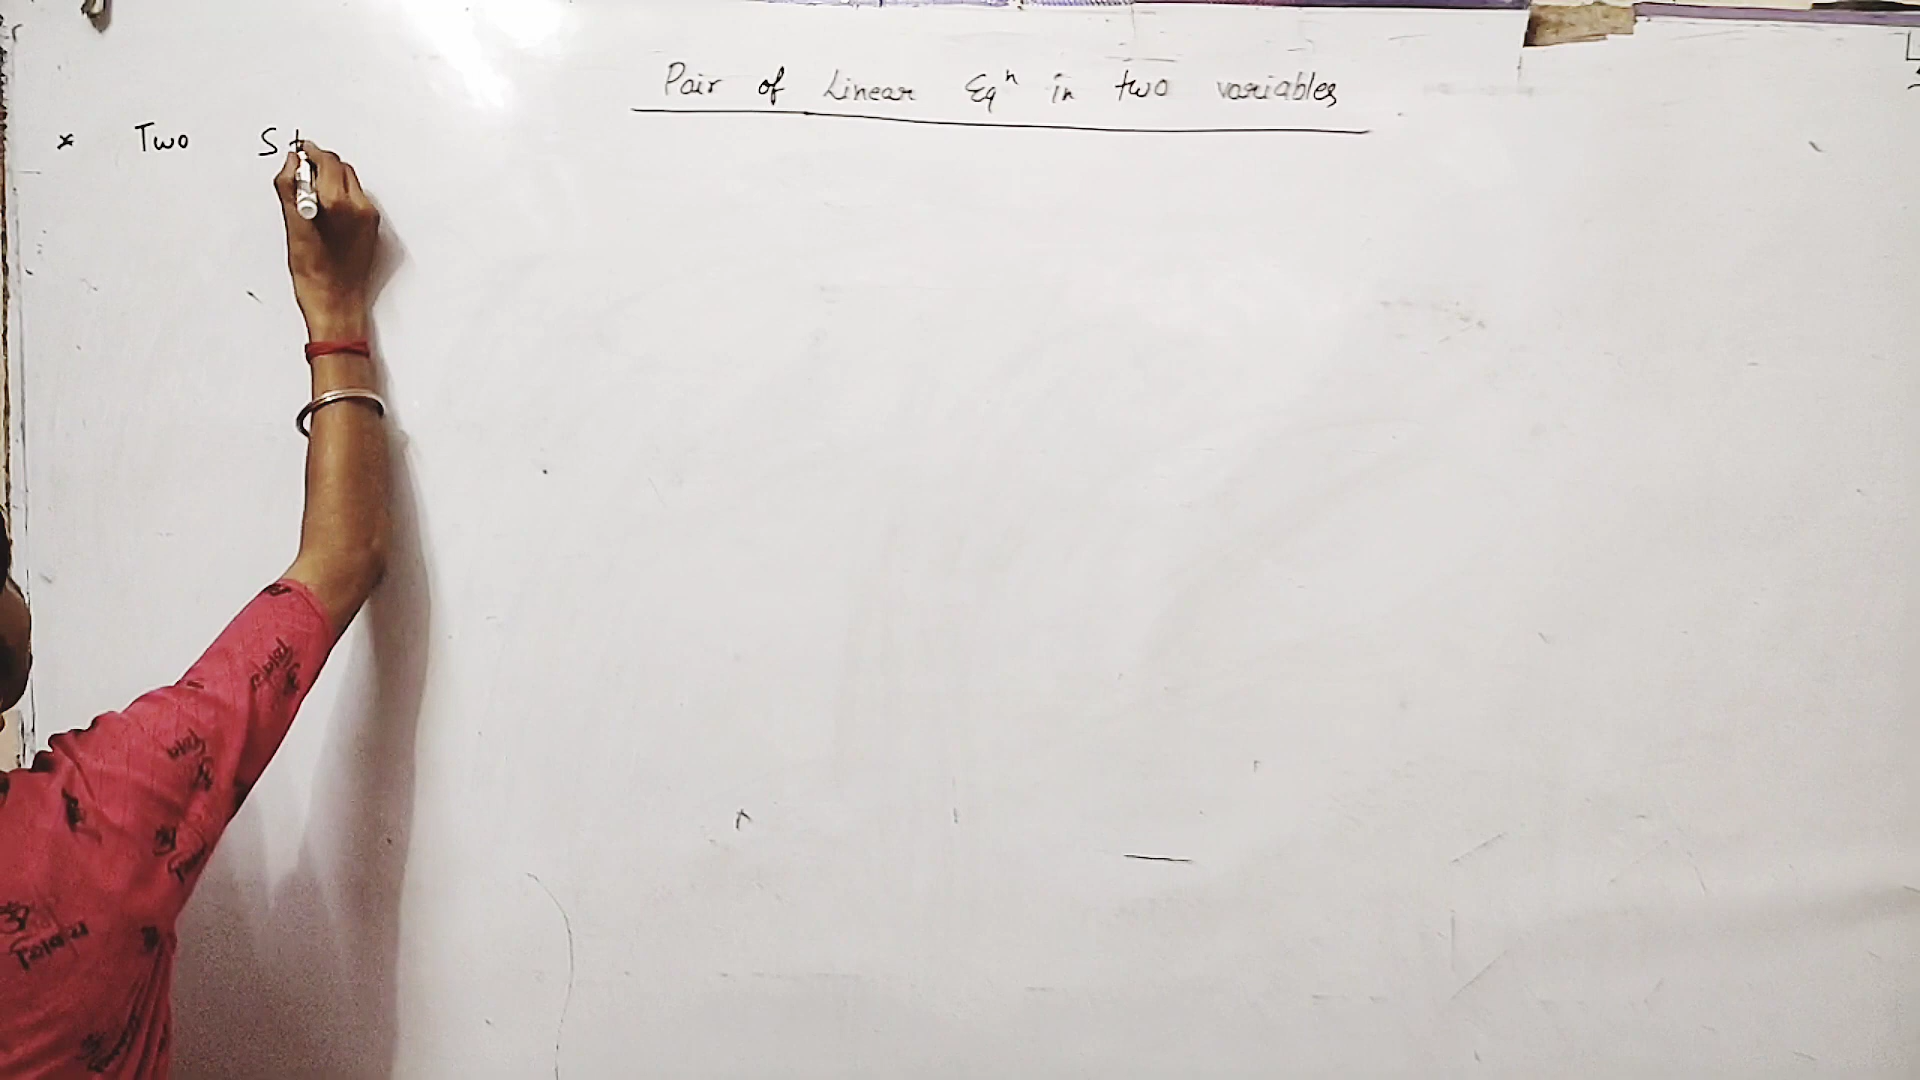 Pair of Linear Eqⁿ in two variables
* Two St